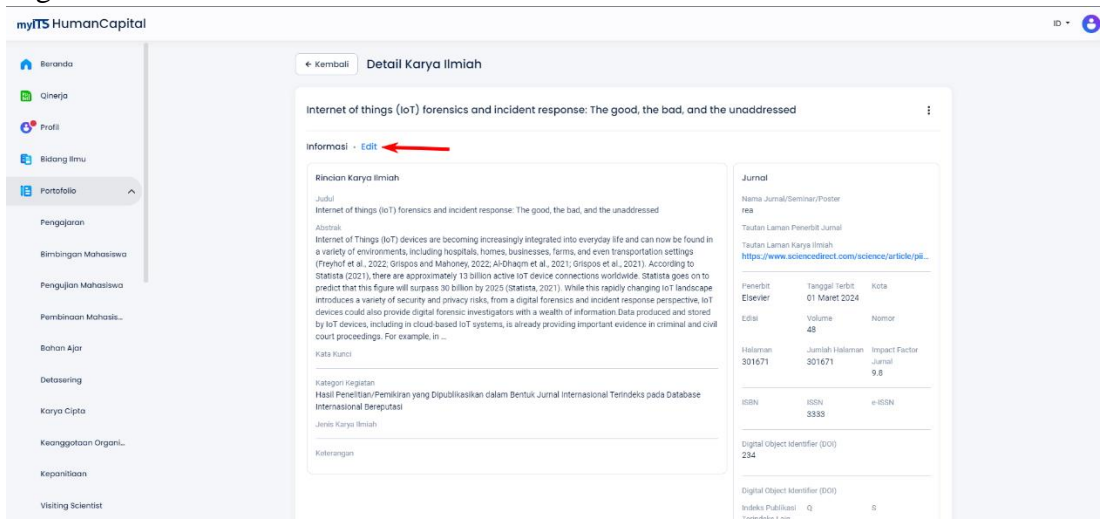 myITS HumanCapital
ID
Beranda
Qinerja
Profil
Bidang Ilmu
Portofolio
Pengajaran
Bimbingan Mahasiswa
Pengujian Mahasiswa
Pembinaan Mahasis...
Bahan Ajar
Detasering
Karya Cipta
Keanggotaan Organi...
Kepanitiaan
Visiting Scientist
← Kembali
Detail Karya Ilmiah
Internet of things (IoT) forensics and incident response: The good, the bad, and the unaddressed
Informasi - Edit
Rincian Karya Ilmiah
Judul
Internet of things (IoT) forensics and incident response: The good, the bad, and the unaddressed
Abstrak
Internet of Things (IoT) devices are becoming increasingly integrated into everyday life and can now be found in
a variety of environments, including hospitals, homes, businesses, farms, and even transportation settings
(Freyhof et al., 2022; Grispos and Mahoney, 2022; Al-Dhaqm et al., 2021; Grispos et al., 2021). According to
Statista (2021), there are approximately 13 billion active IoT device connections worldwide. Statista goes on to
predict that this figure will surpass 30 billion by 2025 (Statista, 2021). While this rapidly changing IoT landscape
introduces a variety of security and privacy risks, from a digital forensics and incident response perspective, IoT
devices could also provide digital forensic investigators with a wealth of information.Data produced and stored
by IoT devices, including in cloud-based IoT systems, is already providing important evidence in criminal and civil
court proceedings. For example, in ...
Kata Kunci
Kategori Kegiatan
Hasil Penelitian/Pemikiran yang Dipublikasikan dalam Bentuk Jurnal Internasional Terindeks pada Database
Internasional Bereputasi
Jenis Karya Ilmiah
Keterangan
Jurnal
Nama Jurnal/Seminar/Poster
rea
Tautan Laman Penerbit Jurnal
Tautan Laman Karya Ilmiah
https://www.sciencedirect.com/science/article/pii...
Penerbit Tanggal Terbit Kota
Elsevier 01 Maret 2024
Edisi Volume Nomor
48
Halaman Jumlah Halaman Impact Factor
Jurnal
301671 301671
9.8
ISBN ISSN e-ISSN
3333
Digital Object Identifier (DOI)
234
Digital Object Identifier (DOI)
Indeks Publikasi Q S
Terindeks Lain